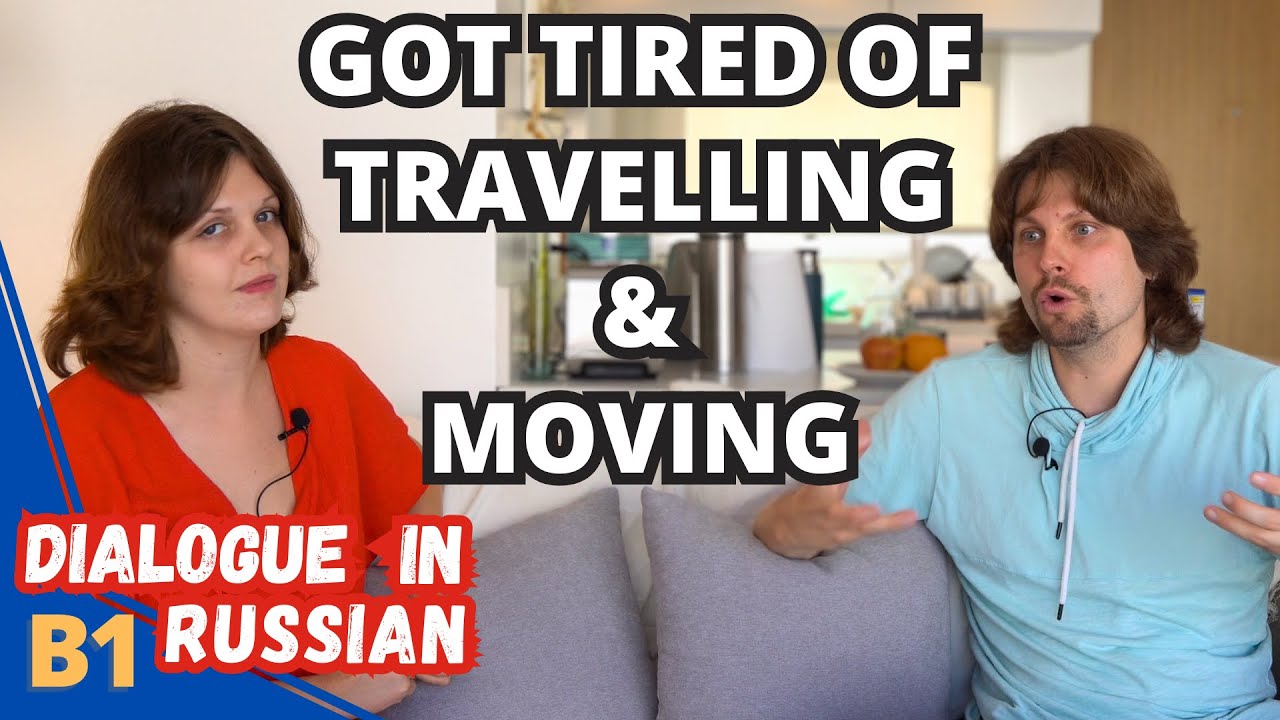 GOT TIRED OF
TRAVELLING
&
MOVING
DIALOGUE IN
B1 RUSSIAN